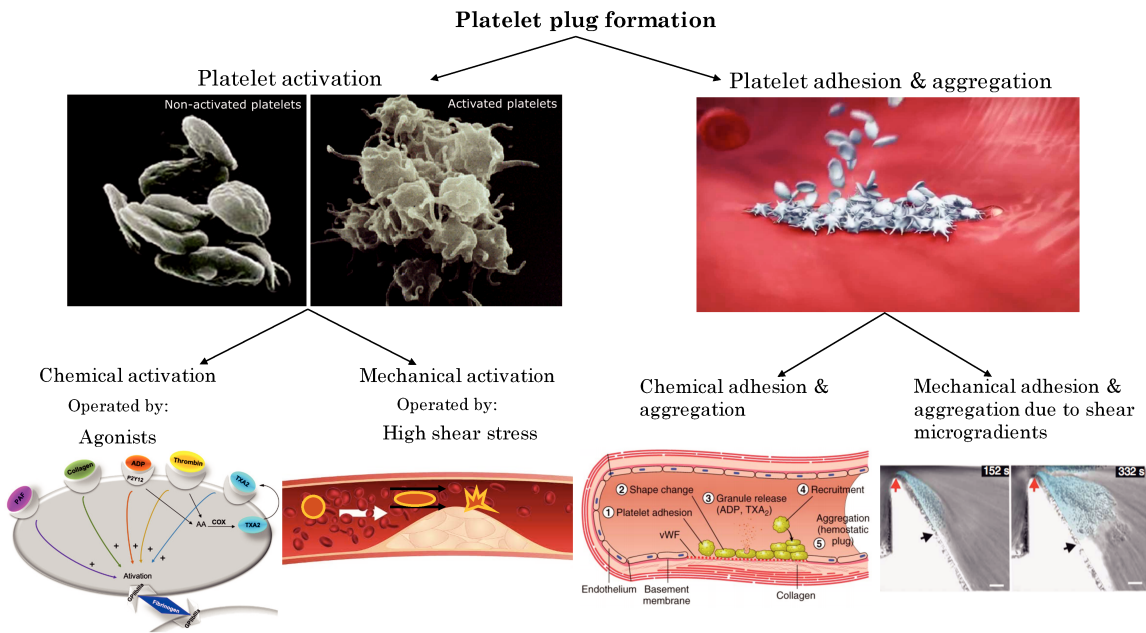 Platelet plug formation
Platelet activation
Platelet adhesion & aggregation
Non-activated platelets
Activated platelets
Chemical activation
Operated by:
Agonists
Mechanical activation
Operated by:
High shear stress
Chemical adhesion &
aggregation
Mechanical adhesion &
aggregation due to shear
microgradients
PAF
Collagen
ADP
P2Y12
Thrombin
TXA2
AA
COX
TXA2
+
+
+
+
+
Ativation
GPIIbIIIa
Fibrinogen
GPIIbIIIa
2 Shape change
3 Granule release
(ADP, TXA2)
4 Recruitment
1 Platelet adhesion
vWF
Aggregation
(hemostatic
plug)
5
Endothelium
Basement
membrane
Collagen
152 s
332 s